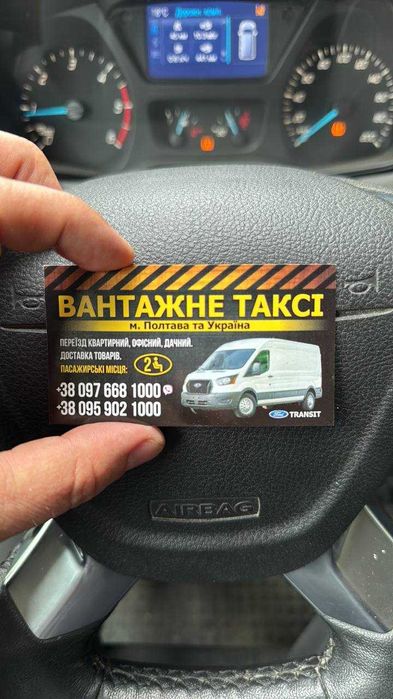 ВАНТАЖНЕ ТАКСІ
м. Полтава та Україна
ПЕРЕЇЗД КВАРТИРНИЙ, ОФІСНИЙ, ДАЧНИЙ.
ДОСТАВКА ТОВАРІВ.
ПАСАЖИРСЬКІ МІСЦЯ: 2
+38 097 668 1000
+38 095 902 1000
Ford TRANSIT
AIRBAG